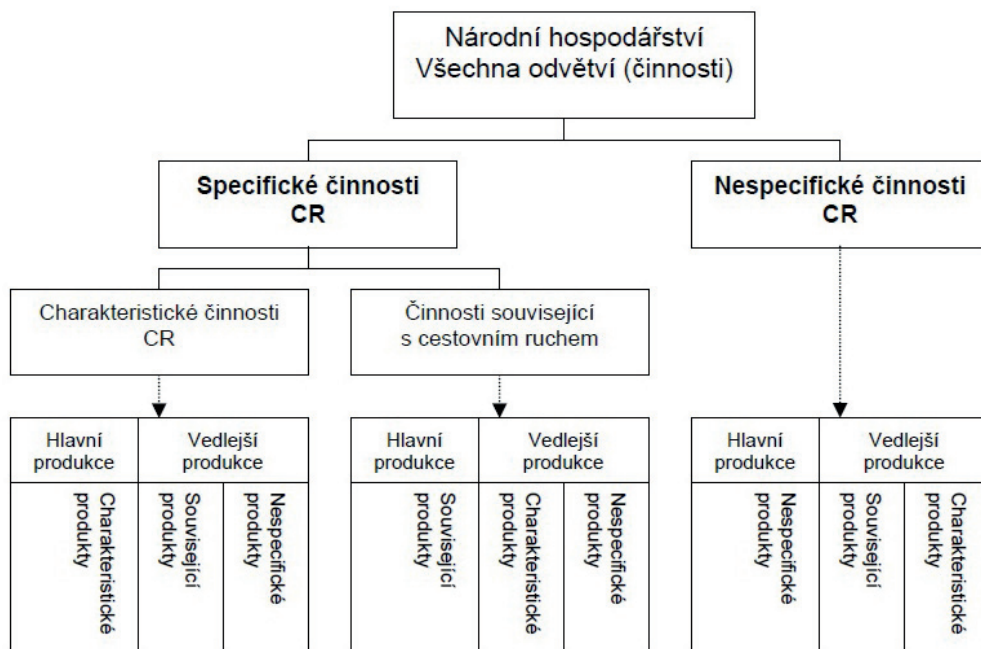 Národní hospodářství
Všechna odvětví (činnosti)
Specifické činnosti
CR
Nespecifické činnosti
CR
Charakteristické činnosti
CR
Činnosti související
s cestovním ruchem
Hlavní
produkce
Vedlejší
produkce
Charakteristické
produkty
Související
produkty
Nespecifické
produkty
Hlavní
produkce
Vedlejší
produkce
Související
produkty
Charakteristické
produkty
Nespecifické
produkty
Hlavní
produkce
Vedlejší
produkce
Nespecifické
produkty
Související
produkty
Charakteristické
produkty